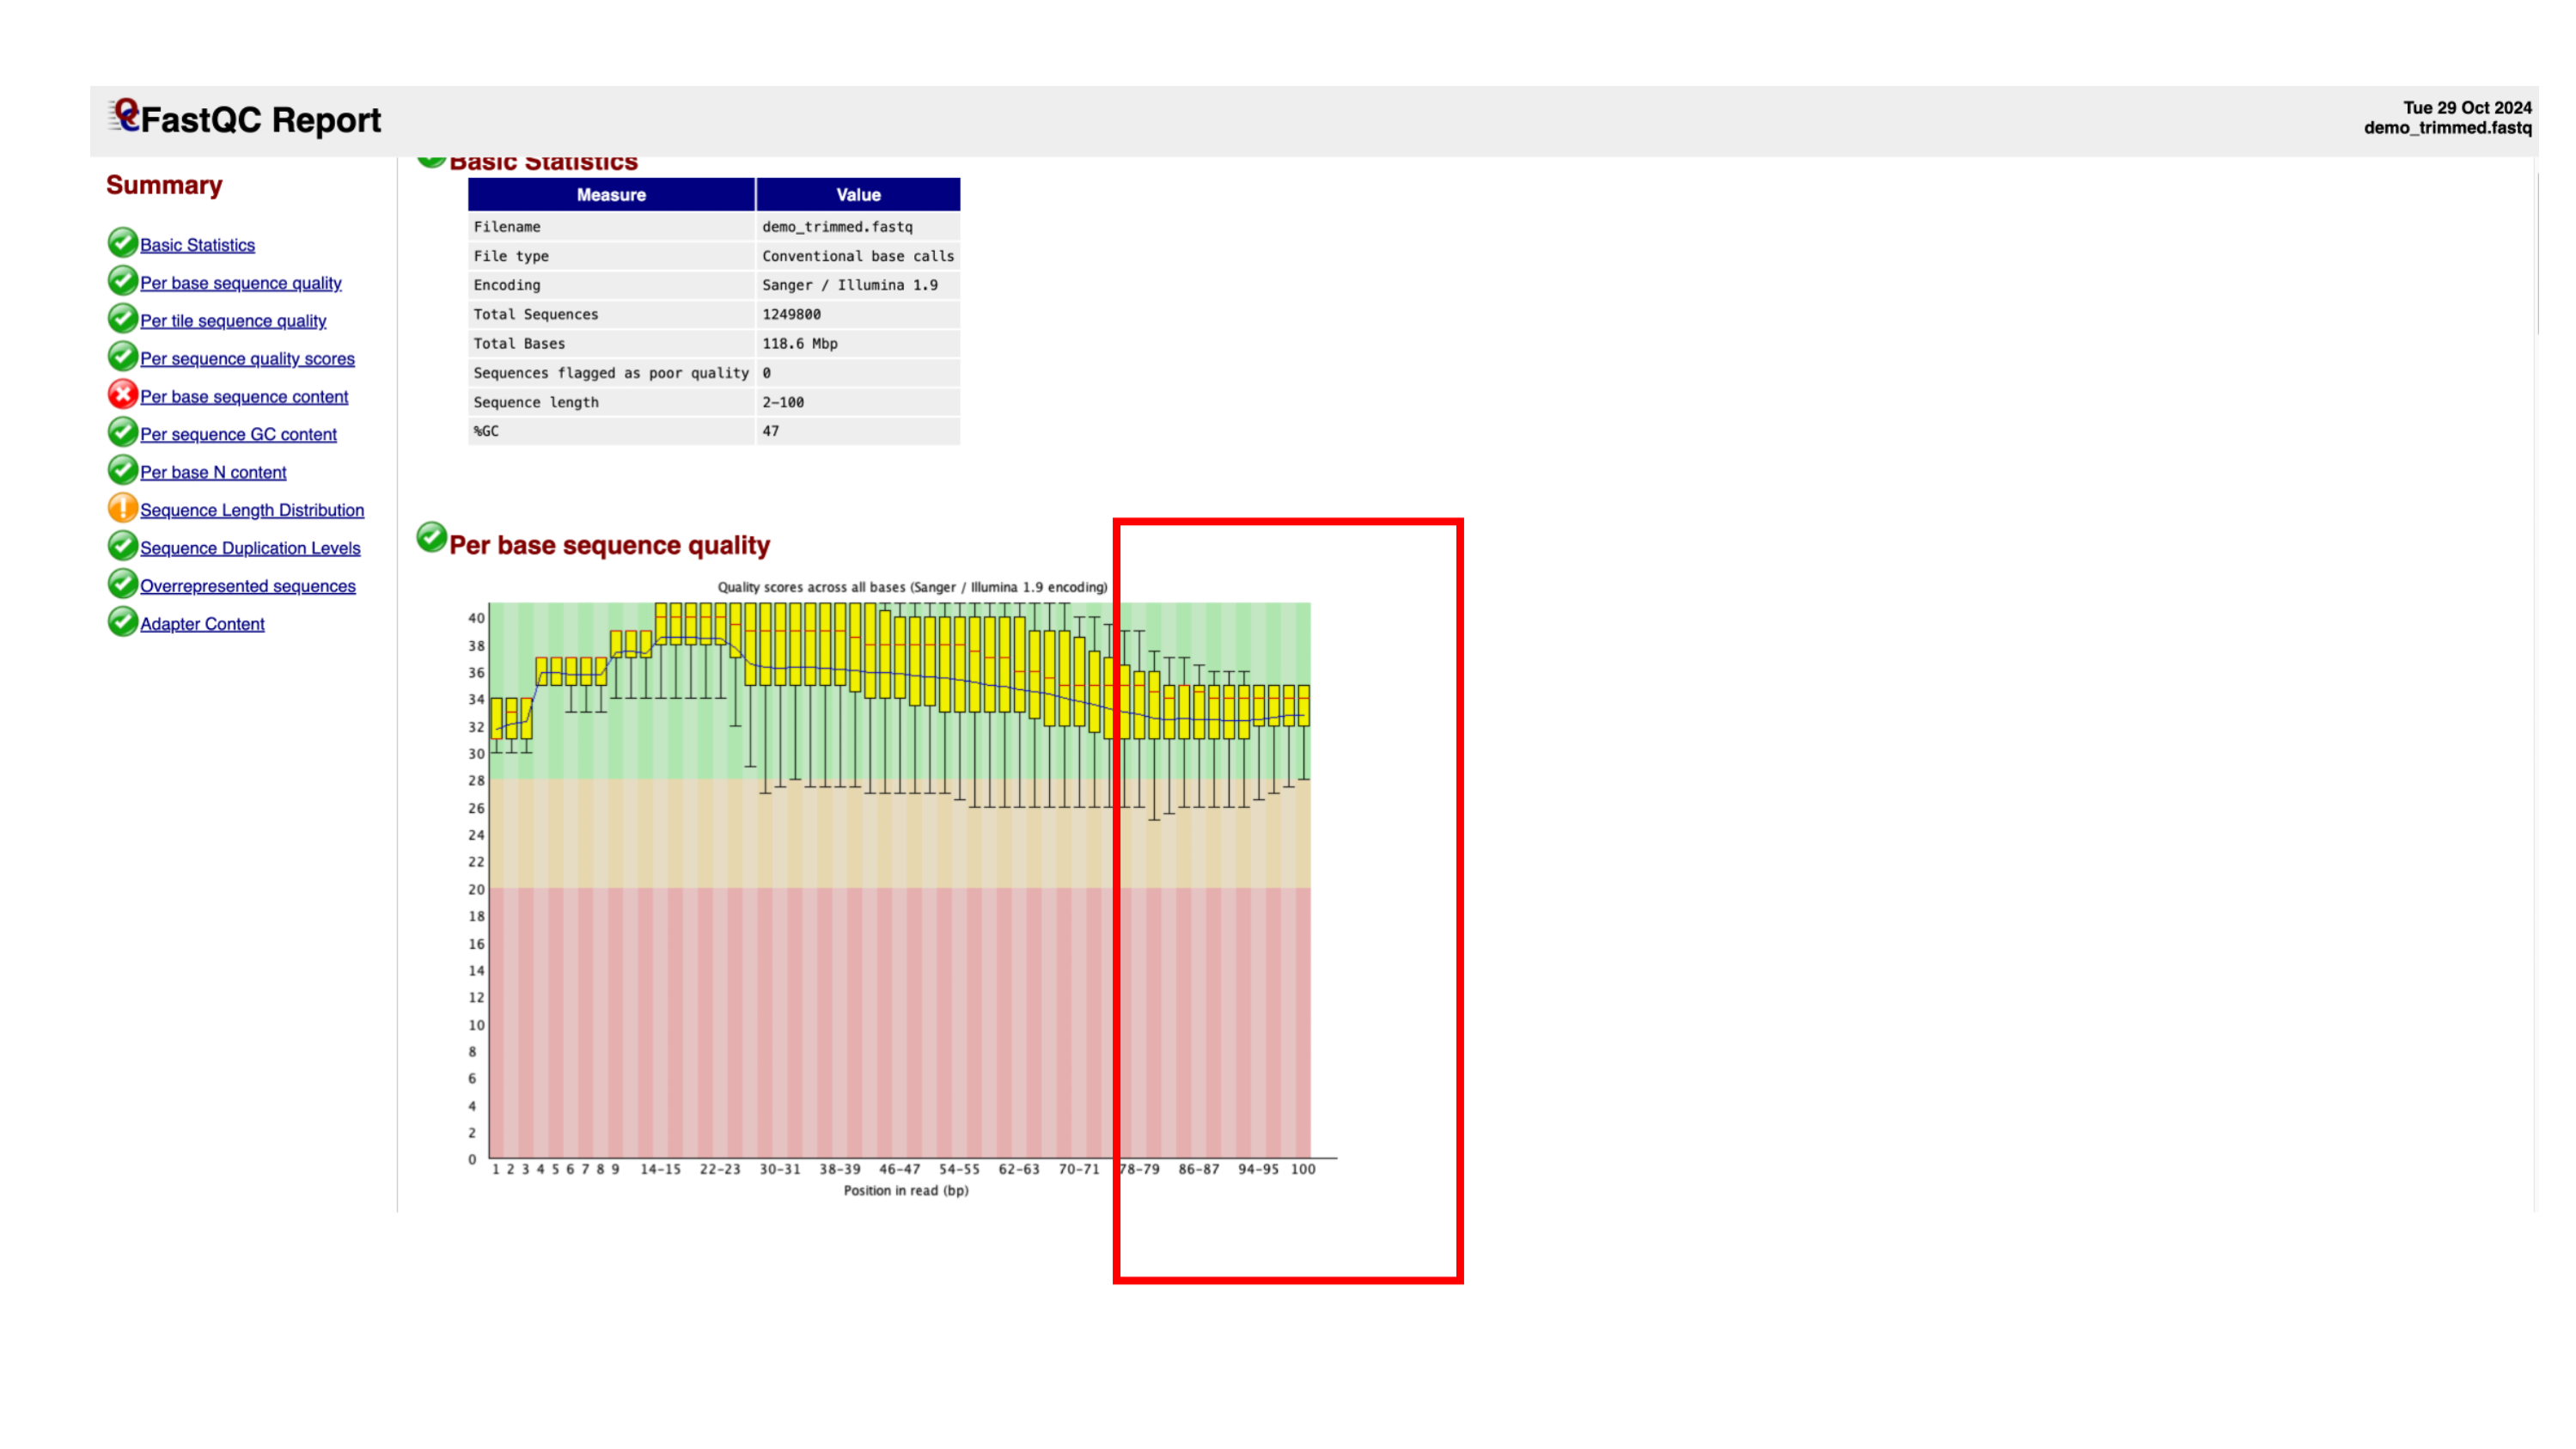 FastQC Report
Tue 29 Oct 2024
demo_trimmed.fastq
Summary
Basic Statistics
Per base sequence quality
Per tile sequence quality
Per sequence quality scores
Per base sequence content
Per sequence GC content
Per base N content
Sequence Length Distribution
Sequence Duplication Levels
Overrepresented sequences
Adapter Content
Basic Statistics
Measure Value
Filename demo_trimmed.fastq
File type Conventional base calls
Encoding Sanger / Illumina 1.9
Total Sequences 1249800
Total Bases 118.6 Mbp
Sequences flagged as poor quality 0
Sequence length 2-100
%GC 47
Per base sequence quality
Quality scores across all bases (Sanger / Illumina 1.9 encoding)
40
38
36
34
32
30
28
26
24
22
20
18
16
14
12
10
8
6
4
2
0
1 2 3 4 5 6 7 8 9 14-15 22-23 30-31 38-39 46-47 54-55 62-63 70-71 78-79 86-87 94-95 100
Position in read (bp)